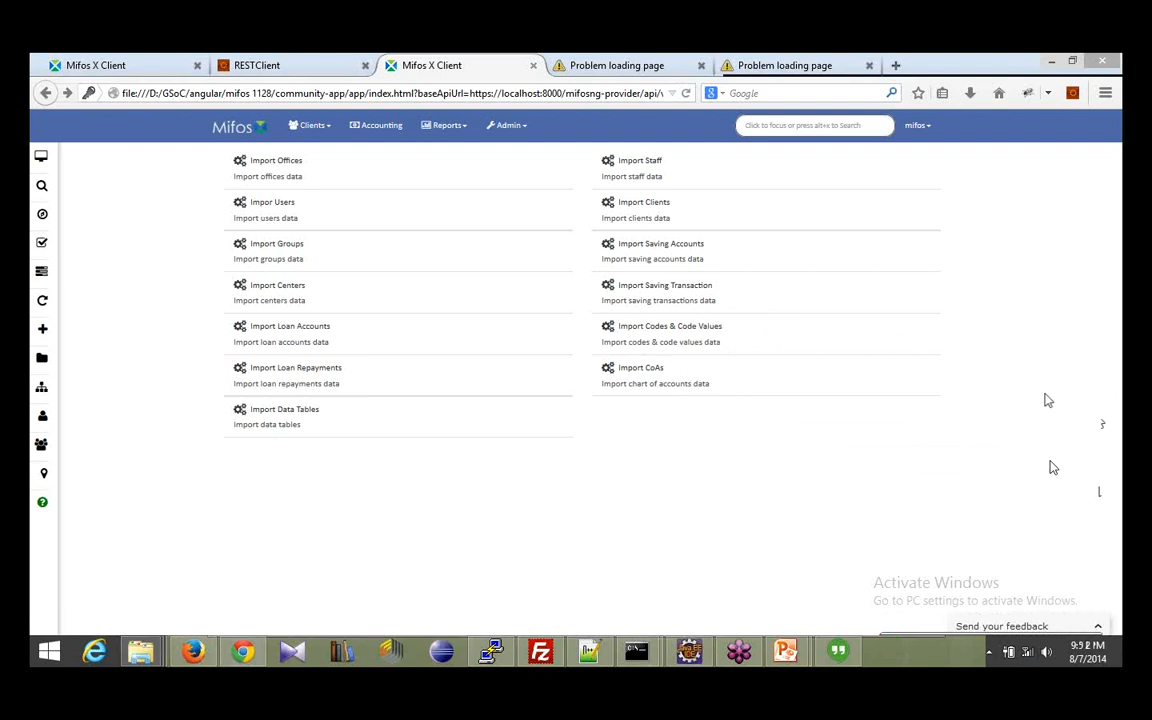 Mifos X Client
RESTClient
Mifos X Client
Problem loading page
Problem loading page
file:///D:/GSoC/angular/mifos 1128/community-app/app/index.html?baseApiUrl=https://localhost:8000/mifosng-provider/api/v
Google
Mifos
Clients
Accounting
Reports
Admin
Click to focus or press alt+x to Search
mifos
Import Offices
Import offices data
Import Staff
Import staff data
Impor Users
Import users data
Import Clients
Import clients data
Import Groups
Import groups data
Import Saving Accounts
Import saving accounts data
Import Centers
Import centers data
Import Saving Transaction
Import saving transactions data
Import Loan Accounts
Import loan accounts data
Import Codes & Code Values
Import codes & code values data
Import Loan Repayments
Import loan repayments data
Import CoAs
Import chart of accounts data
Import Data Tables
Import data tables
Activate Windows
Go to PC settings to activate Windows.
Send your feedback
8/7/2014